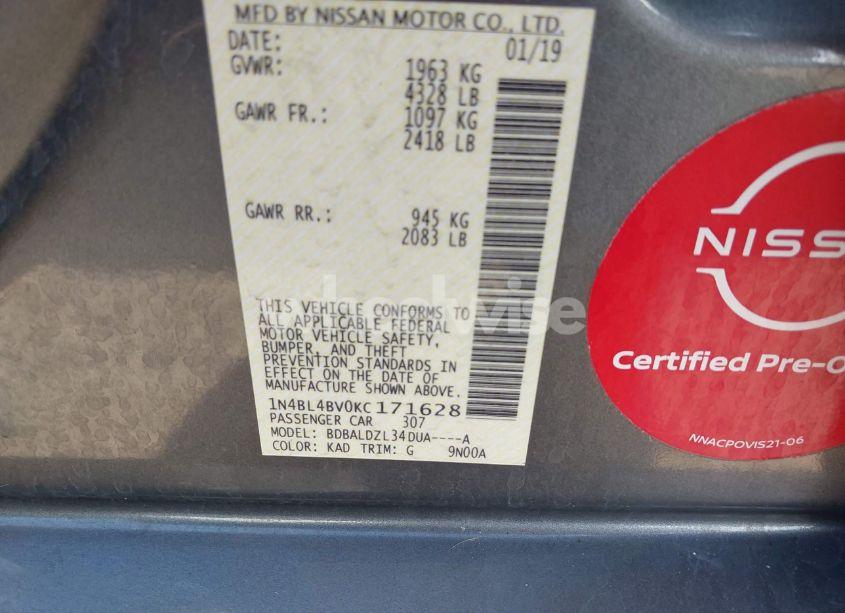 MFD BY NISSAN MOTOR CO., LTD.
DATE: 01/19
GVWR: 1963 KG
4328 LB
GAWR FR.: 1097 KG
2418 LB
GAWR RR.: 945 KG
2083 LB
THIS VEHICLE CONFORMS TO
ALL APPLICABLE FEDERAL
MOTOR VEHICLE SAFETY,
BUMPER, AND THEFT
PREVENTION STANDARDS IN
EFFECT ON THE DATE OF
MANUFACTURE SHOWN ABOVE.
1N4BL4BV0KC171628
PASSENGER CAR 307
MODEL: BDBALDZL34DUA----A
COLOR: KAD TRIM: G 9N00A
NISS
Certified Pre-O
NNACPOVIS21-06